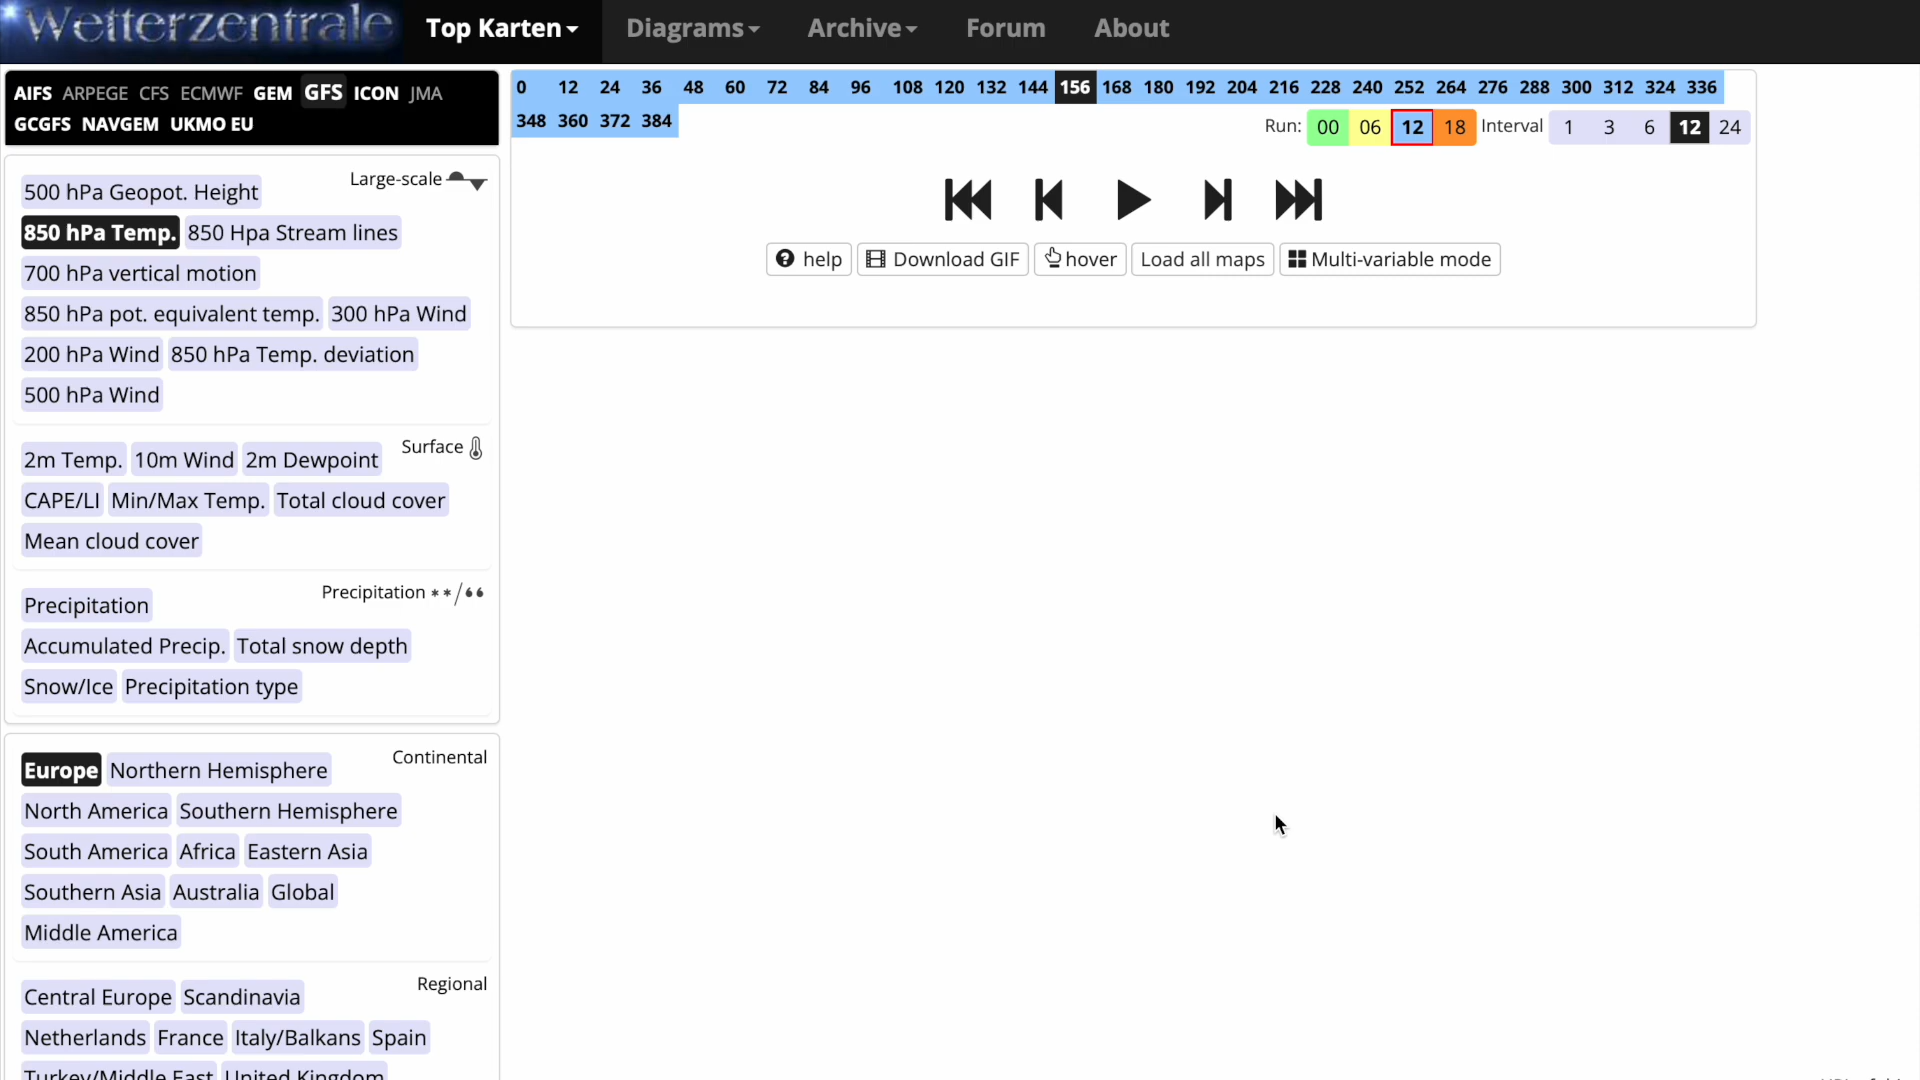 Wetterzentrale Top Karten Diagrams Archive Forum About
AIFS ARPEGE CFS ECMWF GEM GFS ICON JMA
GCGFS NAVGEM UKMO EU
Large-scale
500 hPa Geopot. Height
850 hPa Temp. 850 Hpa Stream lines
700 hPa vertical motion
850 hPa pot. equivalent temp. 300 hPa Wind
200 hPa Wind 850 hPa Temp. deviation
500 hPa Wind
Surface
2m Temp. 10m Wind 2m Dewpoint
CAPE/LI Min/Max Temp. Total cloud cover
Mean cloud cover
Precipitation **/
Precipitation
Accumulated Precip. Total snow depth
Snow/Ice Precipitation type
Continental
Europe Northern Hemisphere
North America Southern Hemisphere
South America Africa Eastern Asia
Southern Asia Australia Global
Middle America
Regional
Central Europe Scandinavia
Netherlands France Italy/Balkans Spain
Turkey/Middle East United Kingdom
0 12 24 36 48 60 72 84 96 108 120 132 144 156 168 180 192 204 216 228 240 252 264 276 288 300 312 324 336
348 360 372 384
Run: 00 06 12 18 Interval 1 3 6 12 24
help Download GIF hover Load all maps Multi-variable mode